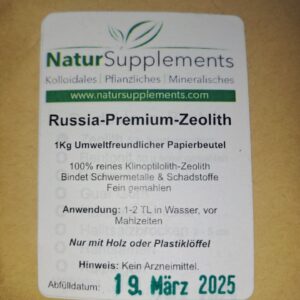 NaturSupplements
Kolloidales | Pflanzliches | Mineralisches
www.natursupplements.com
Russia-Premium-Zeolith
1Kg Umweltfreundlicher Papierbeutel
100% reines Klinoptilolith-Zeolith
Bindet Schwermetalle & Schadstoffe
Fein gemahlen
Anwendung: 1-2 TL in Wasser, vor
Mahlzeiten
Nur mit Holz oder Plastiklöffel
Hinweis: Kein Arzneimittel.
Abfülldatum: 19. März 2025